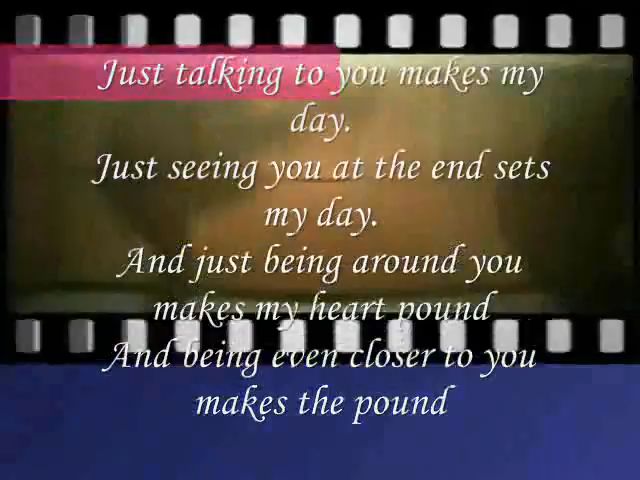 Just talking to you makes my
day.
Just seeing you at the end sets
my day.
And just being around you
makes my heart pound
And being even closer to you
makes the pound